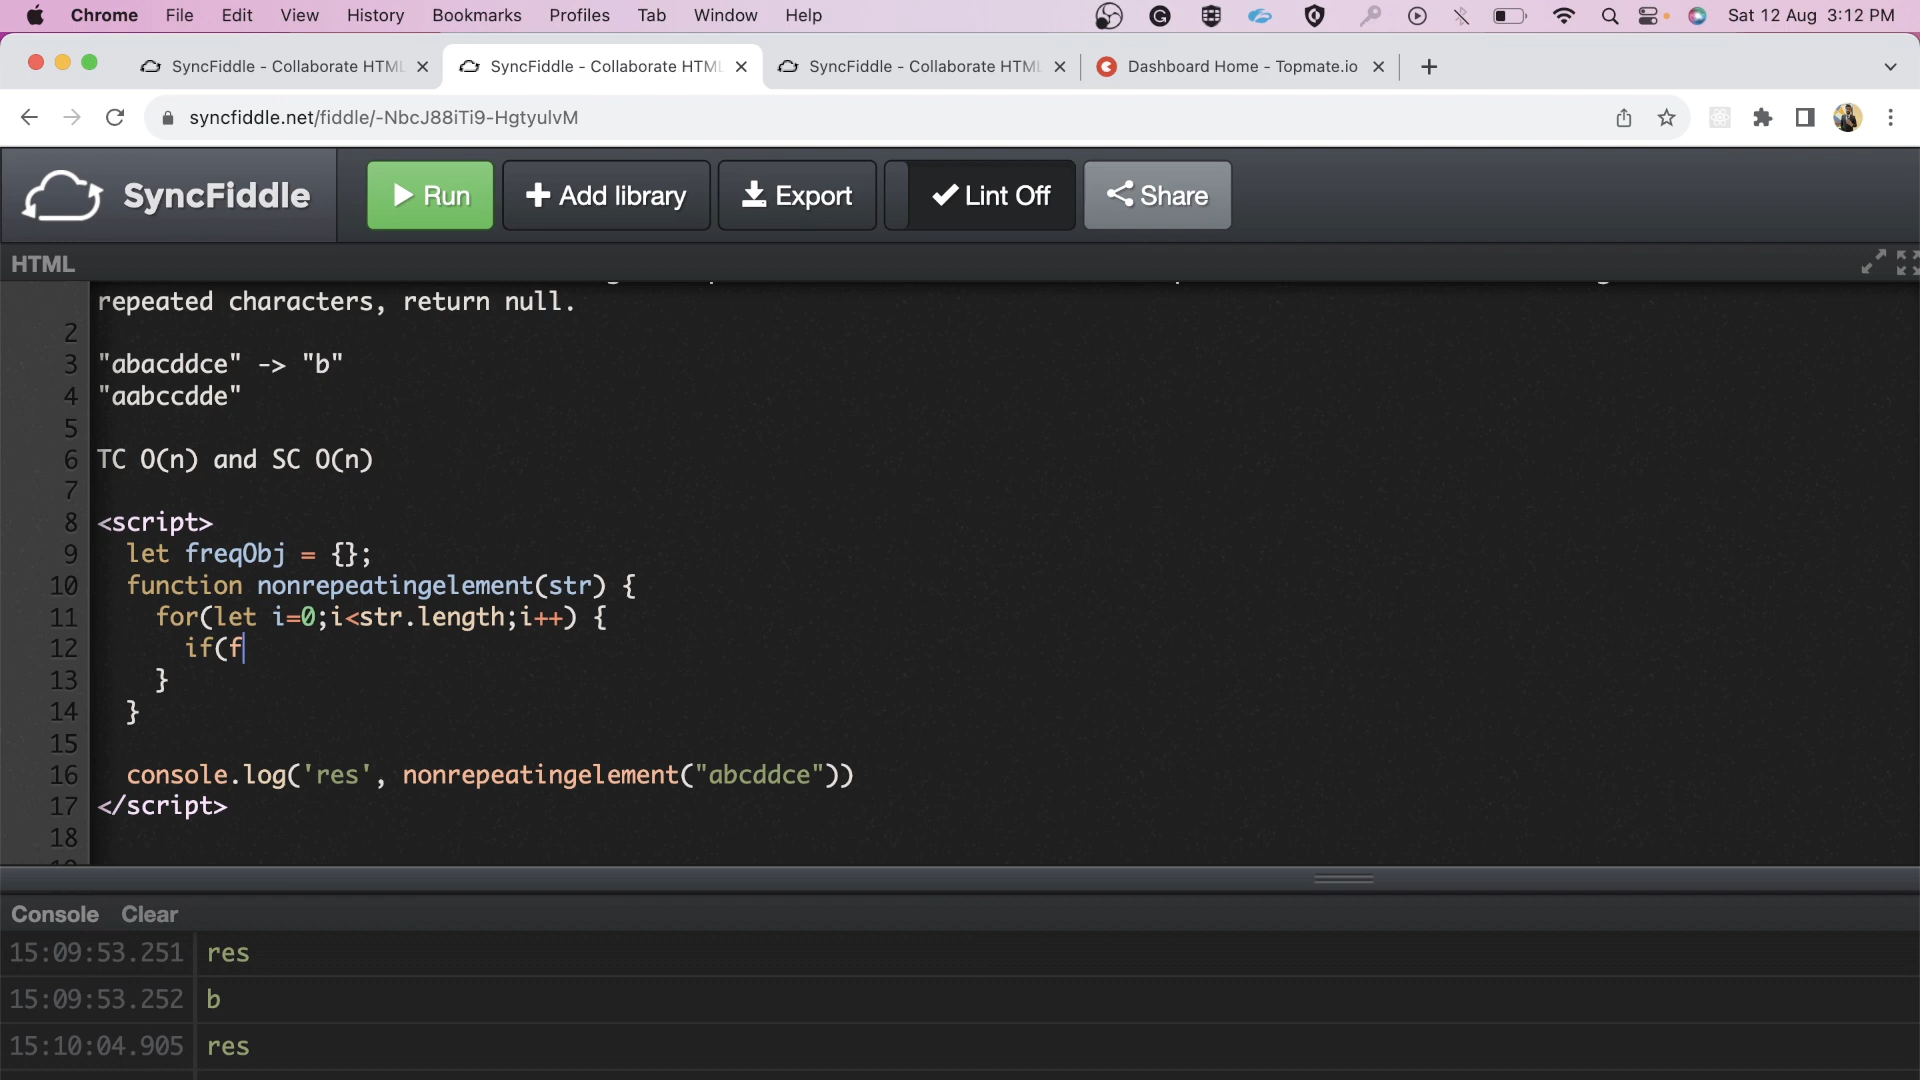 Chrome File Edit View History Bookmarks Profiles Tab Window Help Sat 12 Aug 3:12 PM
SyncFiddle - Collaborate HTML SyncFiddle - Collaborate HTML SyncFiddle - Collaborate HTML Dashboard Home - Topmate.io
syncfiddle.net/fiddle/-NbcJ88iTi9-HgtyulvM
SyncFiddle Run Add library Export Lint Off Share
HTML
repeated characters, return null.
2
3 "abacddce" -> "b"
4 "aabccdde"
5
6 TC O(n) and SC O(n)
7
8 <script>
9 let freqObj = {};
10 function nonrepeatingelement(str) {
11 for(let i=0;i<str.length;i++) {
12 if(f
13 }
14 }
15
16 console.log('res', nonrepeatingelement("abcddce"))
17 </script>
18
Console Clear
15:09:53.251 res
15:09:53.252 b
15:10:04.905 res